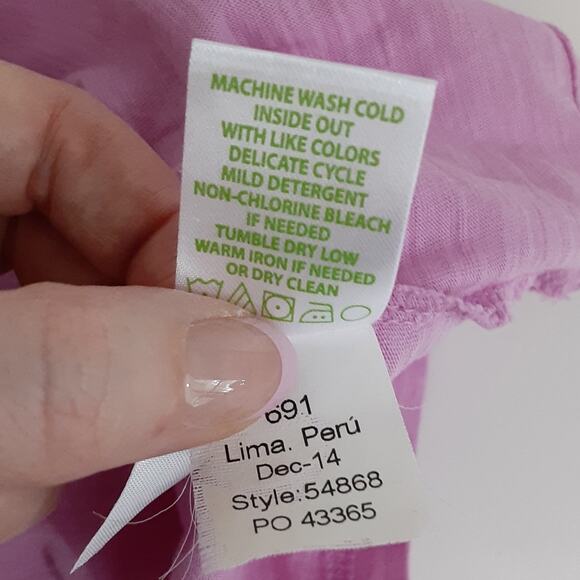 MACHINE WASH COLD
INSIDE OUT
WITH LIKE COLORS
DELICATE CYCLE
MILD DETERGENT
NON-CHLORINE BLEACH
IF NEEDED
TUMBLE DRY LOW
WARM IRON IF NEEDED
OR DRY CLEAN
691
Lima. Perú
Dec-14
Style:54868
PO 43365